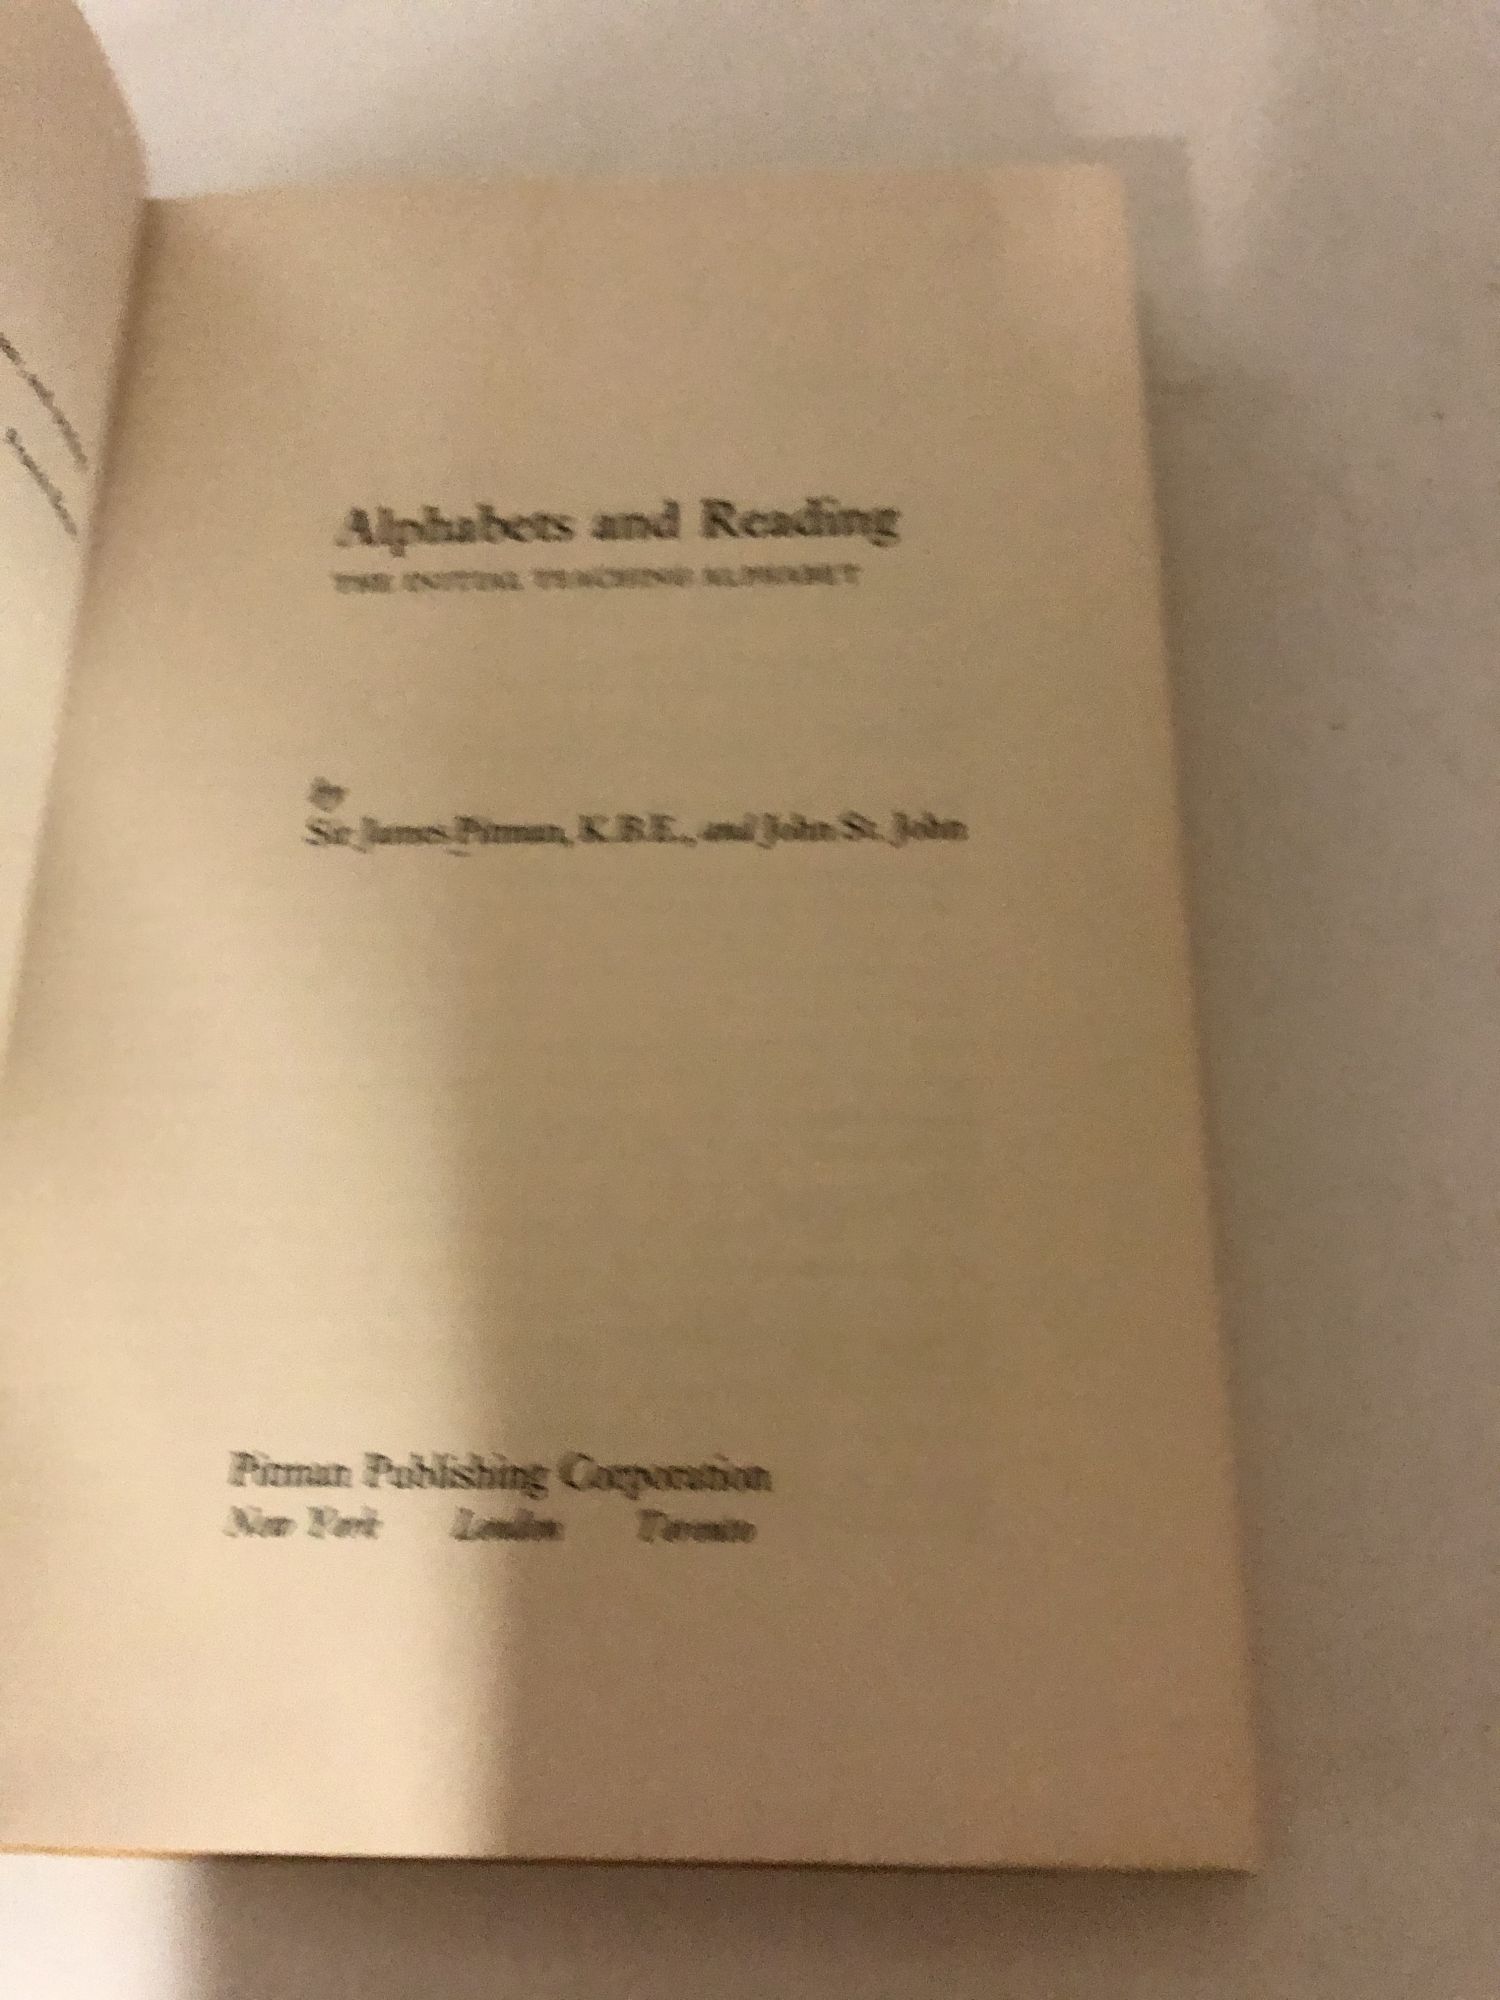 Alphabets and Reading
THE INITIAL TEACHING ALPHABET
by
Sir James Pitman, K.B.E., and John St. John
Pitman Publishing Corporation
New York London Toronto